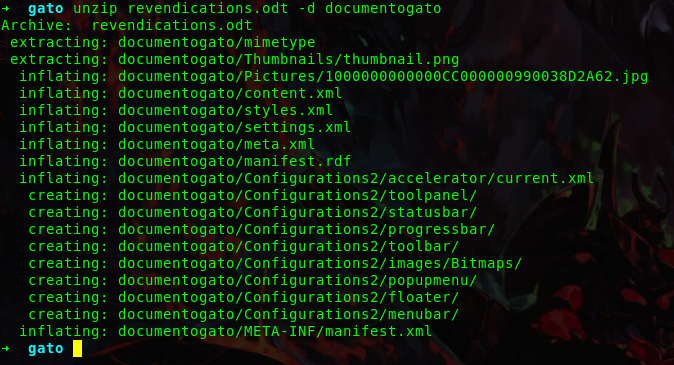 ➜ gato unzip revendications.odt -d documentogato
Archive:  revendications.odt
 extracting: documentogato/mimetype
 extracting: documentogato/Thumbnails/thumbnail.png
  inflating: documentogato/Pictures/1000000000000CC000000990038D2A62.jpg
  inflating: documentogato/content.xml
  inflating: documentogato/styles.xml
  inflating: documentogato/settings.xml
  inflating: documentogato/meta.xml
  inflating: documentogato/manifest.rdf
  inflating: documentogato/Configurations2/accelerator/current.xml
   creating: documentogato/Configurations2/toolpanel/
   creating: documentogato/Configurations2/statusbar/
   creating: documentogato/Configurations2/progressbar/
   creating: documentogato/Configurations2/toolbar/
   creating: documentogato/Configurations2/images/Bitmaps/
   creating: documentogato/Configurations2/popupmenu/
   creating: documentogato/Configurations2/floater/
   creating: documentogato/Configurations2/menubar/
  inflating: documentogato/META-INF/manifest.xml
➜ gato